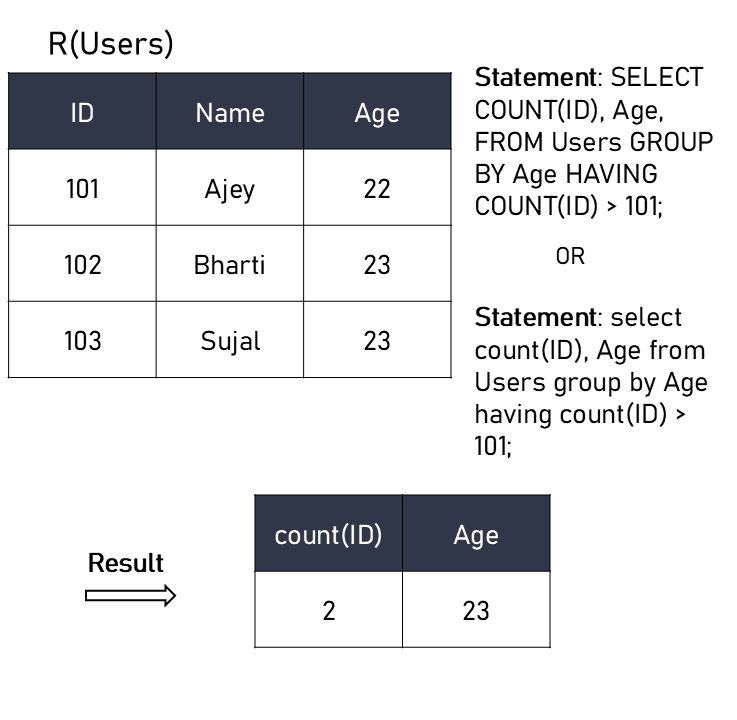 R(Users)
ID Name Age
101 Ajey 22
102 Bharti 23
103 Sujal 23
Statement: SELECT
COUNT(ID), Age,
FROM Users GROUP
BY Age HAVING
COUNT(ID) > 101;
OR
Statement: select
count(ID), Age from
Users group by Age
having count(ID) >
101;
Result
count(ID) Age
2 23